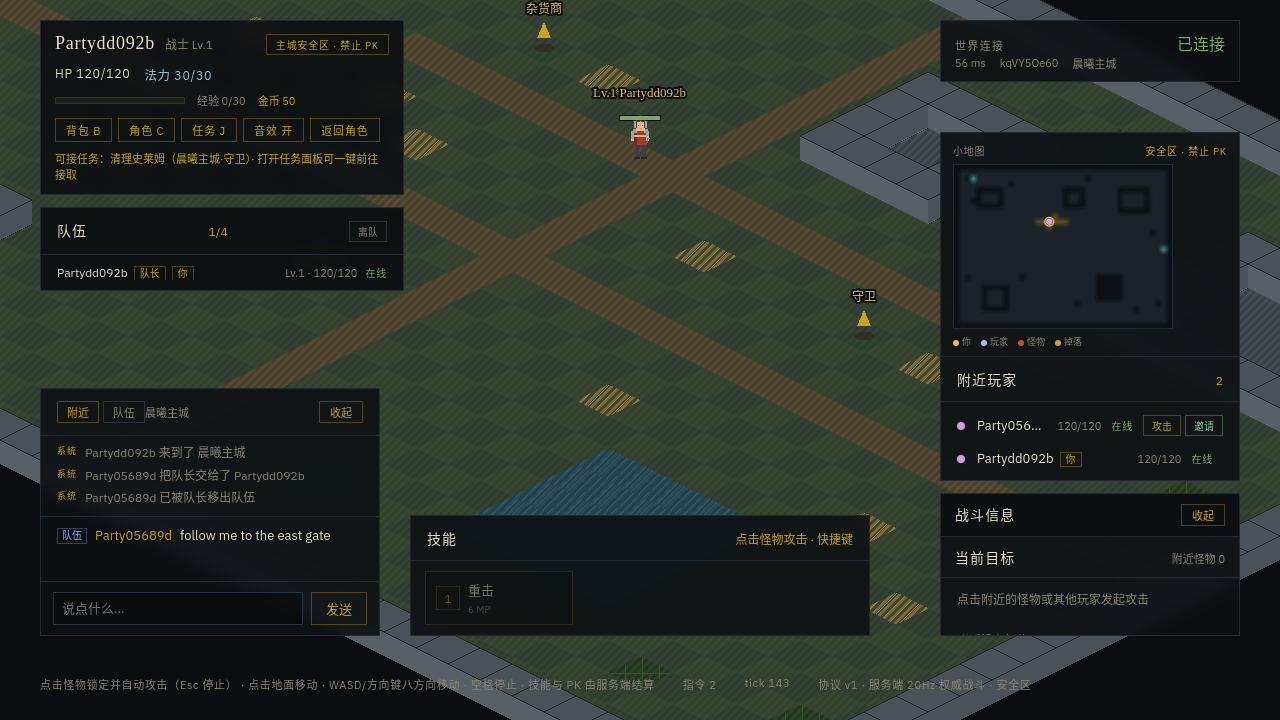 杂货商
Lv.1 Partydd092b
守卫
Partydd092b 战士 Lv.1 主城安全区 · 禁止 PK
HP 120/120 法力 30/30
经验 0/30 金币 50
背包 B 角色 C 任务 J 音效 开 返回角色
可接任务：清理史莱姆（晨曦主城·守卫）· 打开任务面板可一键前往
接取
队伍 1/4 离队
Partydd092b 队长 你 Lv.1 · 120/120 在线
世界连接 已连接
56 ms kqVY5Oe60 晨曦主城
小地图 安全区 · 禁止 PK
你 玩家 怪物 掉落
附近玩家 2
Party056… 120/120 在线 攻击 邀请
Partydd092b 你 120/120 在线
附近 队伍 晨曦主城 收起
系统 Partydd092b 来到了 晨曦主城
系统 Party05689d 把队长交给了 Partydd092b
系统 Party05689d 已被队长移出队伍
队伍 Party05689d follow me to the east gate
说点什么… 发送
技能 点击怪物攻击 · 快捷键
1 重击
6 MP
战斗信息 收起
当前目标 附近怪物 0
点击附近的怪物或其他玩家发起攻击
点击怪物锁定并自动攻击（Esc 停止） · 点击地面移动 · WASD/方向键八方向移动 · 空格停止 · 技能与 PK 由服务端结算 指令 2 tick 143 协议 v1 · 服务端 20Hz 权威战斗 · 安全区